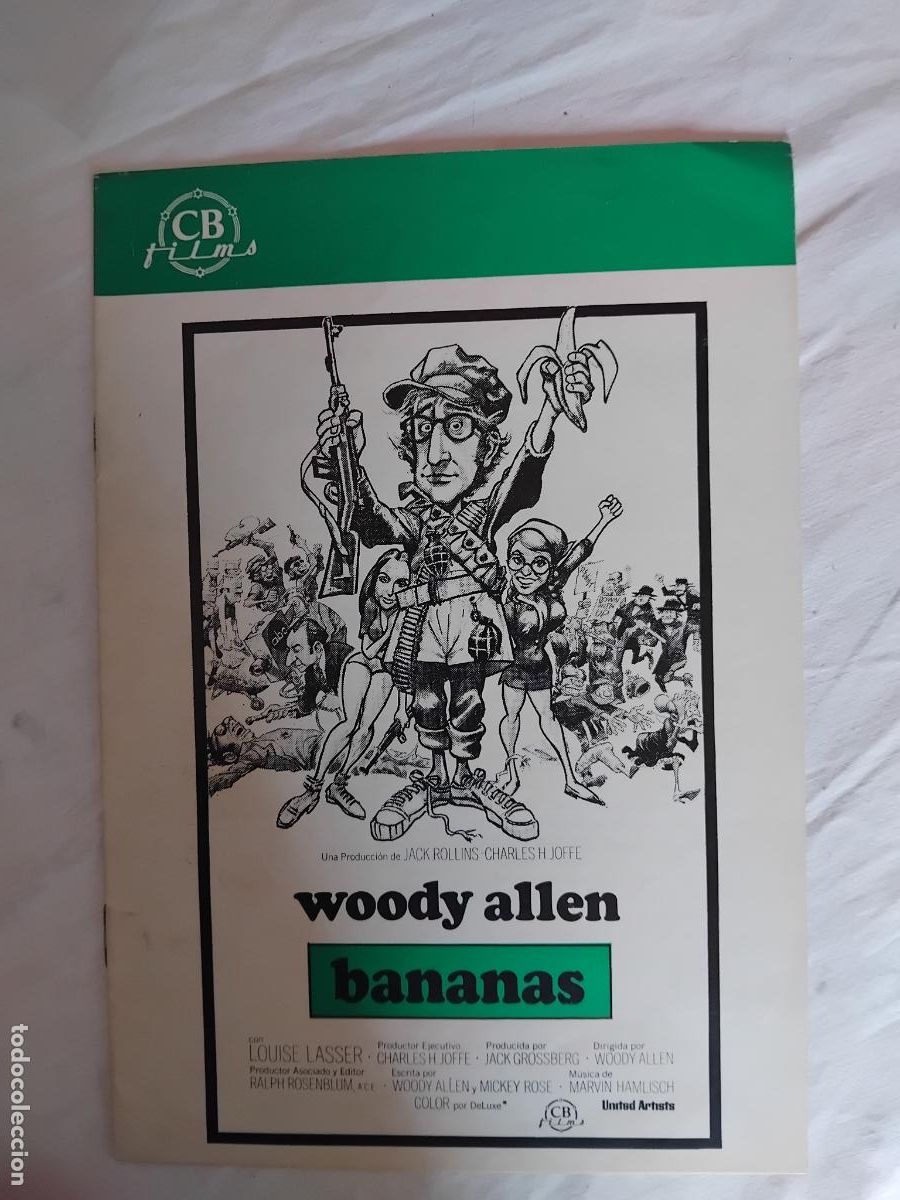 CB
films
abc
Una Producción de JACK ROLLINS-CHARLES H JOFFE
woody allen
bananas
con LOUISE LASSER · Productor Ejecutivo CHARLES H JOFFE · Producida por JACK GROSSBERG · Dirigida por WOODY ALLEN
Productor Asociado y Editor RALPH ROSENBLUM, A.C.E. · Escrita por WOODY ALLEN y MICKEY ROSE · Música de MARVIN HAMLISCH
COLOR por DeLuxe
CB
films
United Artists
todocoleccion